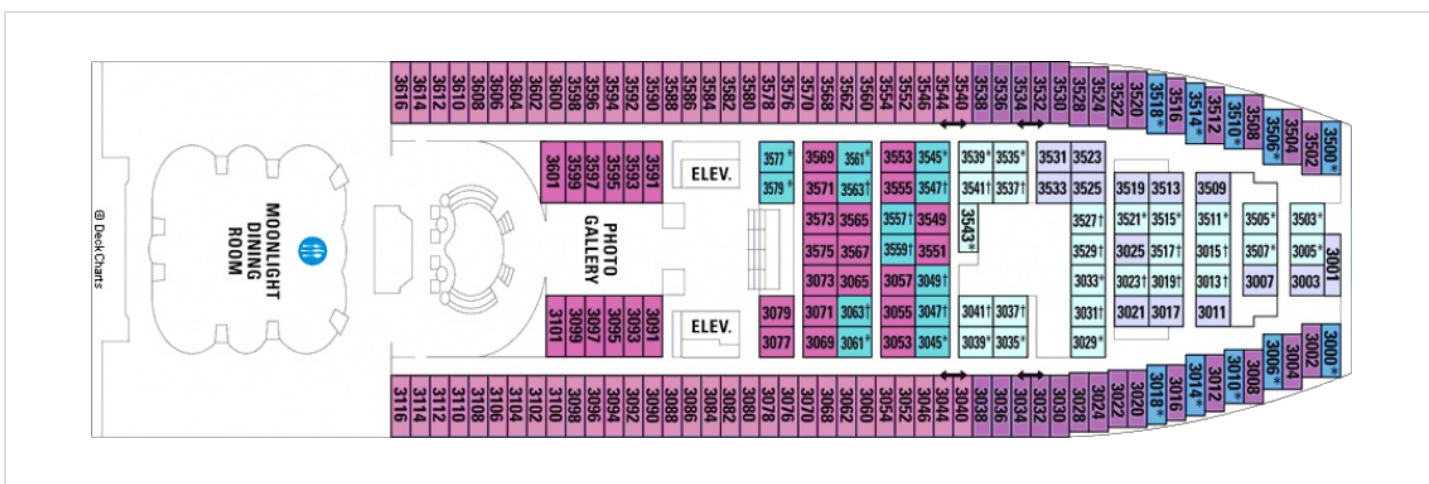 3616 3614 3612 3610 3608 3606 3604 3602 3600 3598 3596 3594 3592 3590 3588 3586 3584 3582 3580 3578 3576 3570 3568 3562 3560 3554 3552 3546 3544 3540 3538 3536 3534 3532 3530 3528 3524 3522 3520 3518* 3516 3514* 3512 3510* 3508 3506* 3504 3502 3500*
3601 3599 3597 3595 3593 3591
ELEV.
3577* 3569 3561* 3553 3545* 3539* 3535* 3531 3523
3579* 3571 3563† 3555 3547† 3541† 3537† 3533 3525 3519 3513 3509
3573 3565 3557† 3549 3543* 3527† 3521* 3515* 3511* 3505* 3503*
3575 3567 3559† 3551 3529† 3025 3517† 3015† 3507* 3005*
3001
3073 3065 3057 3049† 3033* 3023† 3019† 3013† 3007 3003
3079 3071 3063† 3055 3047† 3041† 3037† 3031† 3021 3017 3011
3077 3069 3061* 3053 3045* 3039* 3035* 3029*
© Deck Charts
MOONLIGHT
DINING
ROOM
PHOTO
GALLERY
3101 3099 3097 3095 3093 3091
ELEV.
3116 3114 3112 3110 3108 3106 3104 3102 3100 3098 3096 3094 3092 3090 3088 3086 3084 3082 3080 3078 3076 3070 3068 3062 3060 3054 3052 3046 3044 3040 3038 3036 3034 3032 3030 3028 3024 3022 3020 3018* 3016 3014* 3012 3010* 3008 3006* 3004 3002 3000*